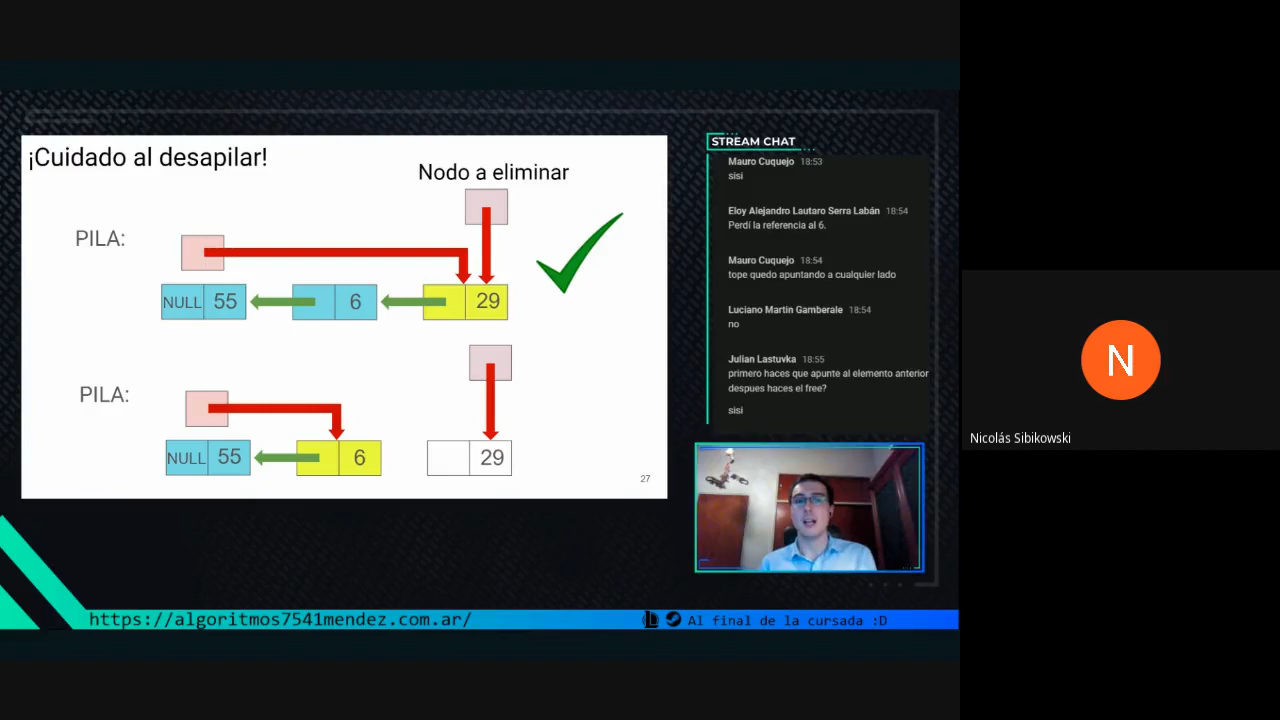 ¡Cuidado al desapilar!
Nodo a eliminar
PILA:
NULL 55 6 29
PILA:
NULL 55 6 29
27
STREAM CHAT
Mauro Cuquejo 18:53
sisi
Eloy Alejandro Lautaro Serra Labán 18:54
Perdí la referencia al 6.
Mauro Cuquejo 18:54
tope quedo apuntando a cualquier lado
Luciano Martin Gamberale 18:54
no
Julian Lastuvka 18:55
primero haces que apunte al elemento anterior
despues haces el free?
sisi
https://algoritmos7541mendez.com.ar/
Al final de la cursada :D
N
Nicolás Sibikowski